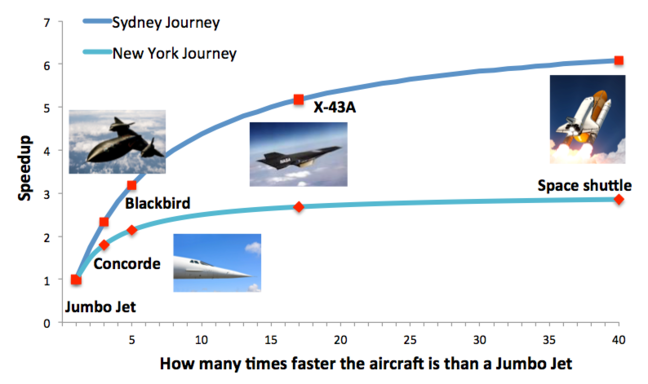 7
Sydney Journey
New York Journey
6
5
X-43A
4
Speedup
3
Blackbird
Space shuttle
2
Concorde
1
Jumbo Jet
0
5 10 15 20 25 30 35 40
How many times faster the aircraft is than a Jumbo Jet